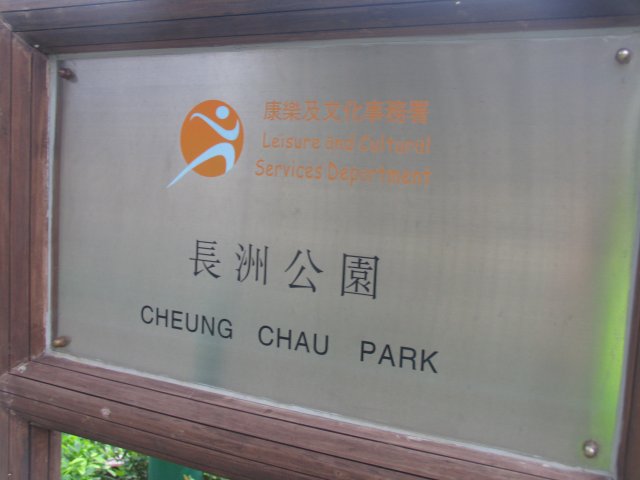 康樂及文化事務署
Leisure and Cultural
Services Department
長洲公園
CHEUNG CHAU PARK